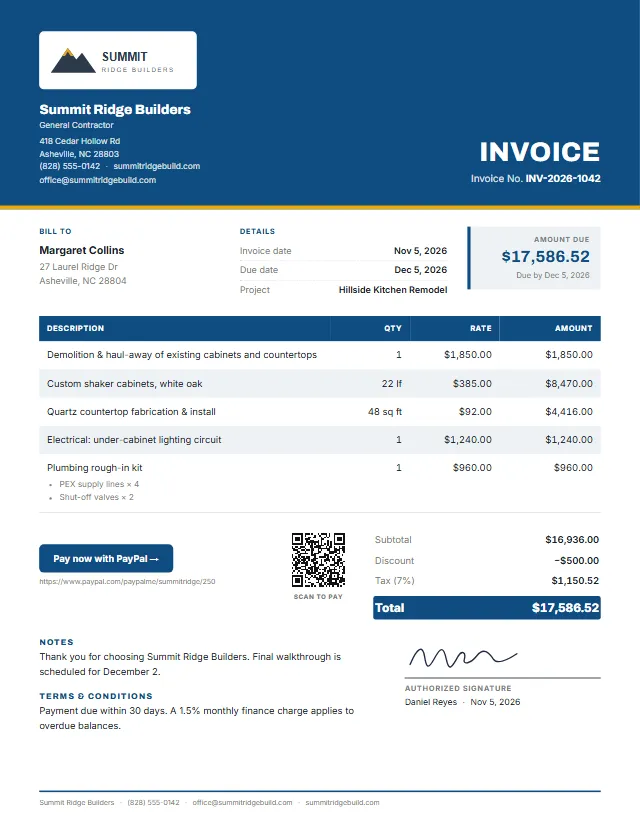 SUMMIT
RIDGE BUILDERS
Summit Ridge Builders
General Contractor
418 Cedar Hollow Rd
Asheville, NC 28803
(828) 555-0142 · summitridgebuild.com
office@summitridgebuild.com
INVOICE
Invoice No. INV-2026-1042
BILL TO
Margaret Collins
27 Laurel Ridge Dr
Asheville, NC 28804
DETAILS
Invoice date Nov 5, 2026
Due date Dec 5, 2026
Project Hillside Kitchen Remodel
AMOUNT DUE
$17,586.52
Due by Dec 5, 2026
DESCRIPTION QTY RATE AMOUNT
Demolition & haul-away of existing cabinets and countertops 1 $1,850.00 $1,850.00
Custom shaker cabinets, white oak 22 lf $385.00 $8,470.00
Quartz countertop fabrication & install 48 sq ft $92.00 $4,416.00
Electrical: under-cabinet lighting circuit 1 $1,240.00 $1,240.00
Plumbing rough-in kit 1 $960.00 $960.00
• PEX supply lines × 4
• Shut-off valves × 2
Pay now with PayPal →
https://www.paypal.com/paypalme/summitridge/250
SCAN TO PAY
Subtotal $16,936.00
Discount −$500.00
Tax (7%) $1,150.52
Total $17,586.52
NOTES
Thank you for choosing Summit Ridge Builders. Final walkthrough is
scheduled for December 2.
TERMS & CONDITIONS
Payment due within 30 days. A 1.5% monthly finance charge applies to
overdue balances.
AUTHORIZED SIGNATURE
Daniel Reyes · Nov 5, 2026
Summit Ridge Builders · (828) 555-0142 · office@summitridgebuild.com · summitridgebuild.com